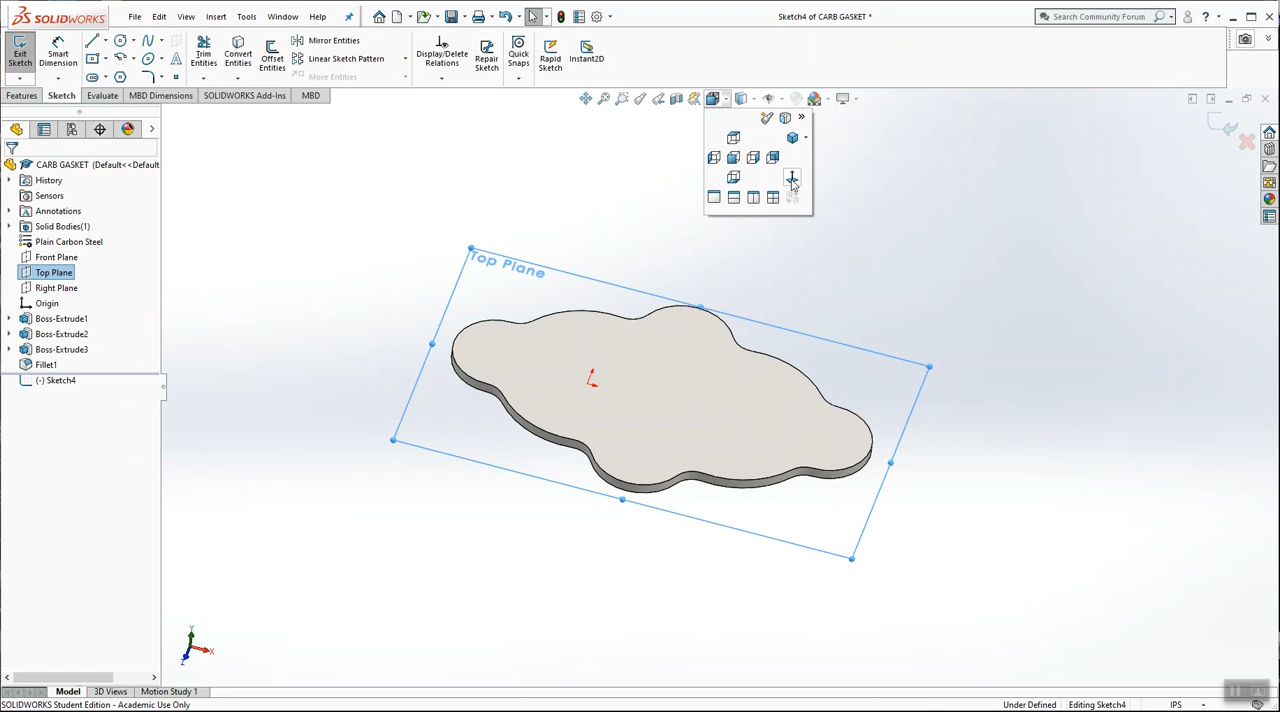 SOLIDWORKS
File
Edit
View
Insert
Tools
Window
Help
Sketch4 of CARB GASKET *
Search Community Forum
Exit Sketch
Smart Dimension
Trim Entities
Convert Entities
Offset Entities
Mirror Entities
Linear Sketch Pattern
Move Entities
Display/Delete Relations
Repair Sketch
Quick Snaps
Rapid Sketch
Instant2D
Features
Sketch
Evaluate
MBD Dimensions
SOLIDWORKS Add-Ins
MBD
CARB GASKET (Default<<Default
History
Sensors
Annotations
Solid Bodies(1)
Plain Carbon Steel
Front Plane
Top Plane
Right Plane
Origin
Boss-Extrude1
Boss-Extrude2
Boss-Extrude3
Fillet1
(-) Sketch4
Top Plane
Y
X
Z
Model
3D Views
Motion Study 1
SOLIDWORKS Student Edition - Academic Use Only
Under Defined
Editing Sketch4
IPS